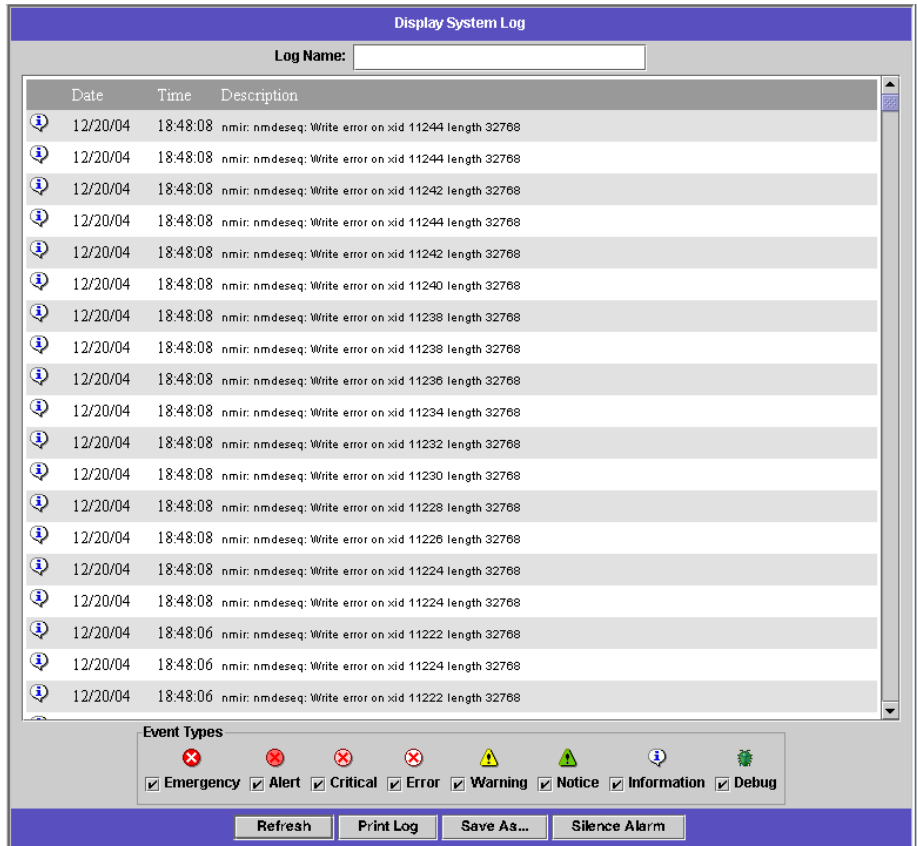 Display System Log
Log Name:
Date Time Description
12/20/04 18:48:08 nmir: nmdeseq: Write error on xid 11244 length 32768
12/20/04 18:48:08 nmir: nmdeseq: Write error on xid 11244 length 32768
12/20/04 18:48:08 nmir: nmdeseq: Write error on xid 11242 length 32768
12/20/04 18:48:08 nmir: nmdeseq: Write error on xid 11244 length 32768
12/20/04 18:48:08 nmir: nmdeseq: Write error on xid 11242 length 32768
12/20/04 18:48:08 nmir: nmdeseq: Write error on xid 11240 length 32768
12/20/04 18:48:08 nmir: nmdeseq: Write error on xid 11238 length 32768
12/20/04 18:48:08 nmir: nmdeseq: Write error on xid 11238 length 32768
12/20/04 18:48:08 nmir: nmdeseq: Write error on xid 11236 length 32768
12/20/04 18:48:08 nmir: nmdeseq: Write error on xid 11234 length 32768
12/20/04 18:48:08 nmir: nmdeseq: Write error on xid 11232 length 32768
12/20/04 18:48:08 nmir: nmdeseq: Write error on xid 11230 length 32768
12/20/04 18:48:08 nmir: nmdeseq: Write error on xid 11228 length 32768
12/20/04 18:48:08 nmir: nmdeseq: Write error on xid 11226 length 32768
12/20/04 18:48:08 nmir: nmdeseq: Write error on xid 11224 length 32768
12/20/04 18:48:08 nmir: nmdeseq: Write error on xid 11224 length 32768
12/20/04 18:48:06 nmir: nmdeseq: Write error on xid 11222 length 32768
12/20/04 18:48:06 nmir: nmdeseq: Write error on xid 11224 length 32768
12/20/04 18:48:06 nmir: nmdeseq: Write error on xid 11222 length 32768
Event Types
Emergency Alert Critical Error Warning Notice Information Debug
Refresh Print Log Save As... Silence Alarm